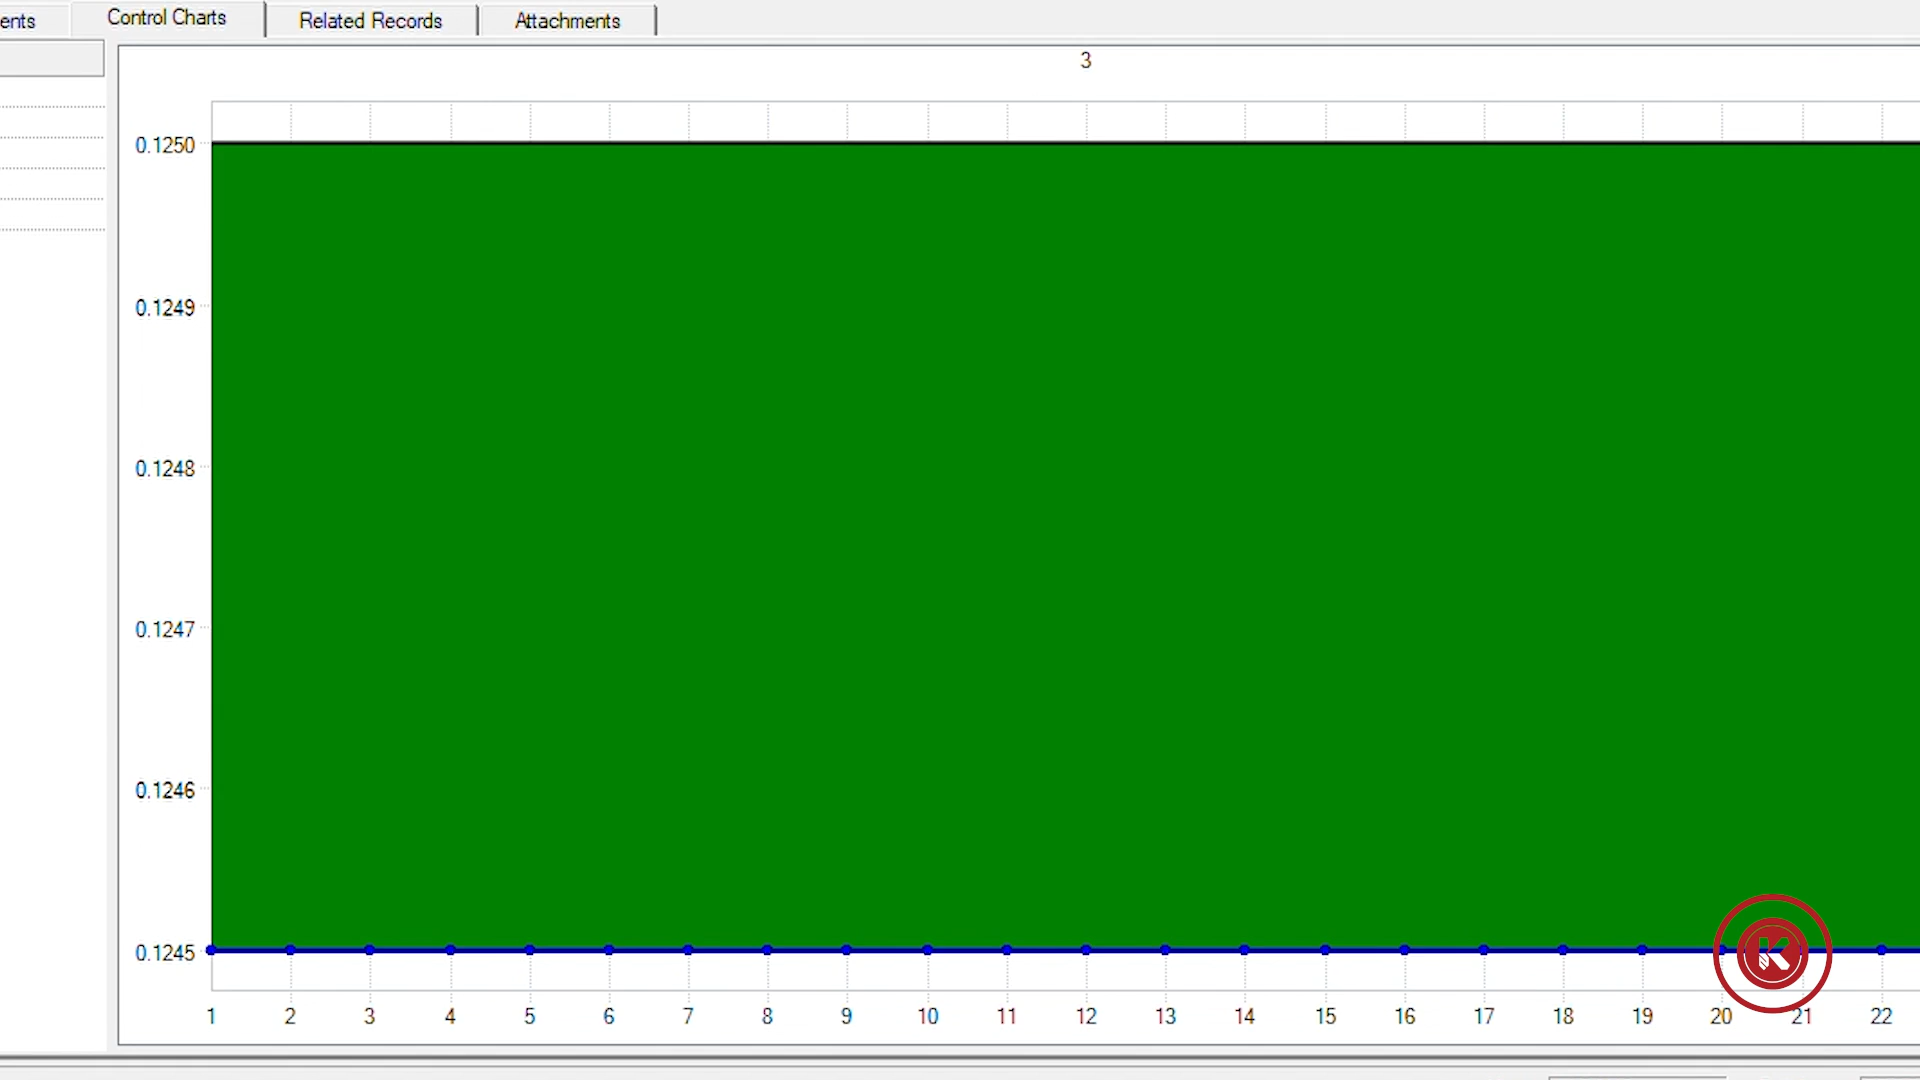 ents Control Charts Related Records Attachments
3
0.1250
0.1249
0.1248
0.1247
0.1246
0.1245
1 2 3 4 5 6 7 8 9 10 11 12 13 14 15 16 17 18 19 20 21 22
K